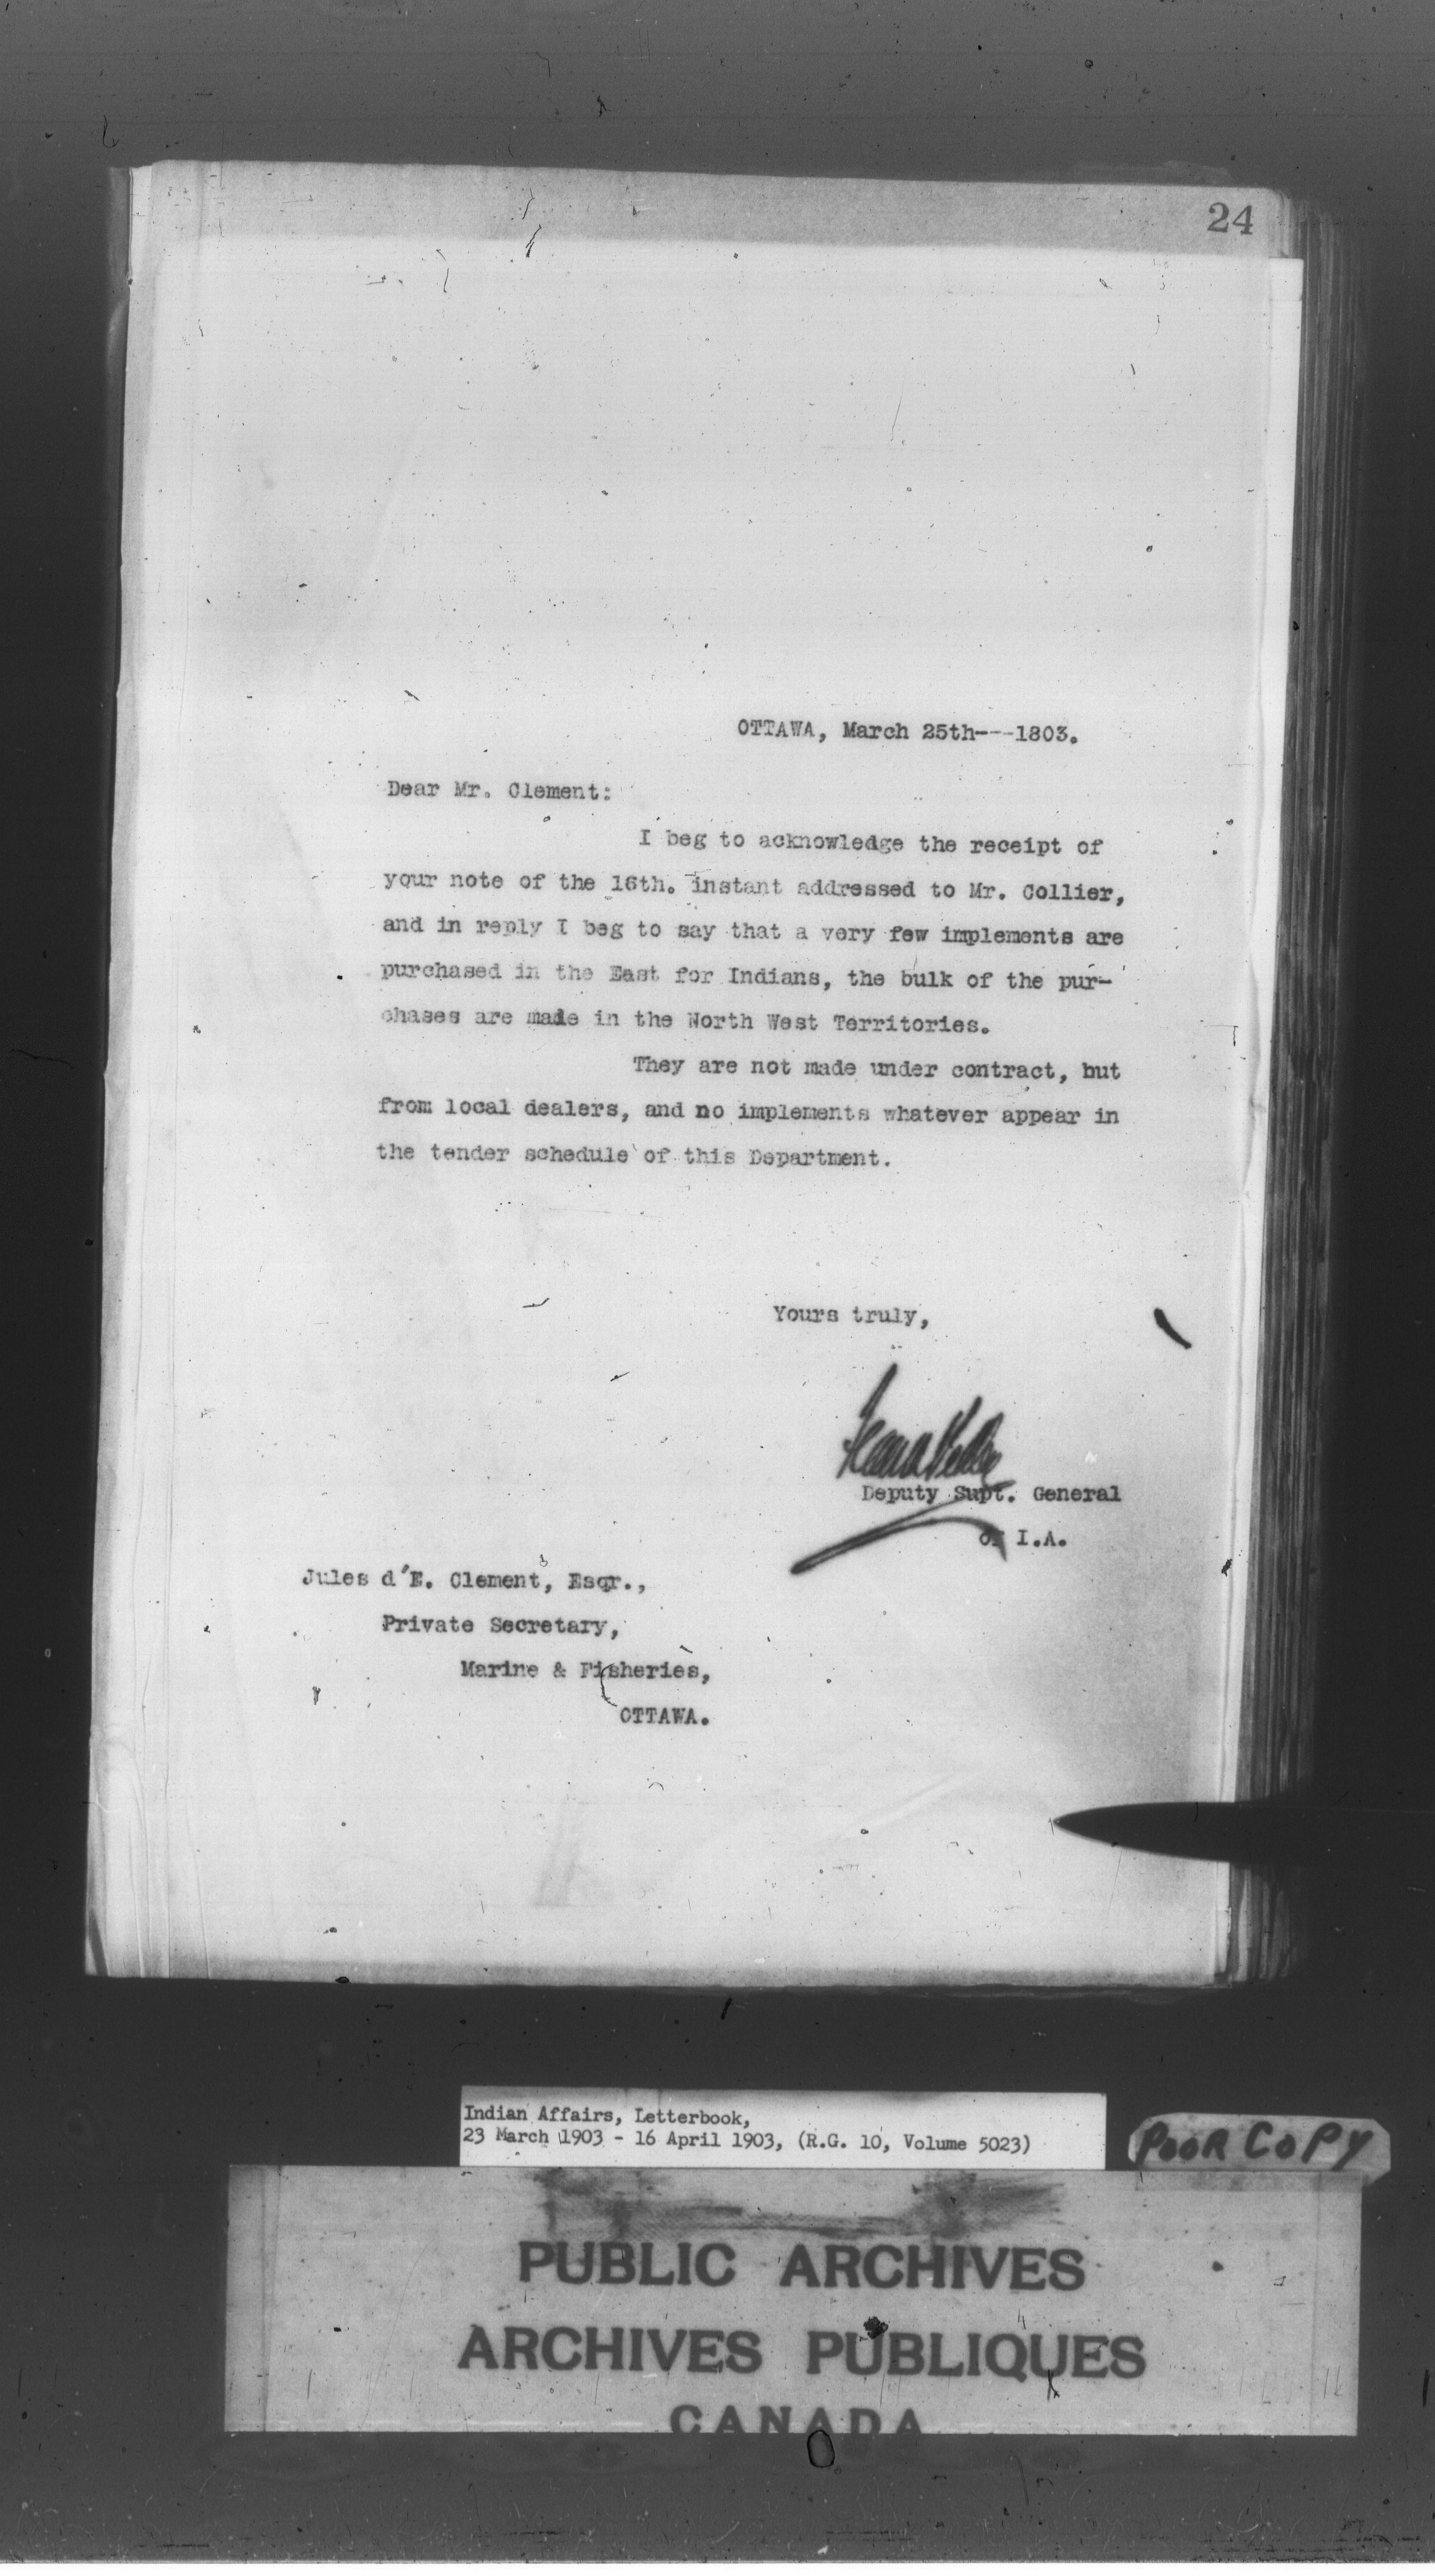 24
OTTAWA, March 25th---1803.
Dear Mr. Clement:
I beg to acknowledge the receipt of
your note of the 16th. instant addressed to Mr. Collier,
and in reply I beg to say that a very few implements are
purchased in the East for Indians, the bulk of the pur-
chases are made in the North West Territories.
They are not made under contract, but
from local dealers, and no implements whatever appear in
the tender schedule of this Department.
Yours truly,
Deputy Supt. General
of I.A.
Jules d'E. Clement, Esqr.,
Private Secretary,
Marine & Fisheries,
OTTAWA.
Indian Affairs, Letterbook,
23 March 1903 - 16 April 1903, (R.G. 10, Volume 5023)
POOR COPY
PUBLIC ARCHIVES
ARCHIVES PUBLIQUES
CANADA